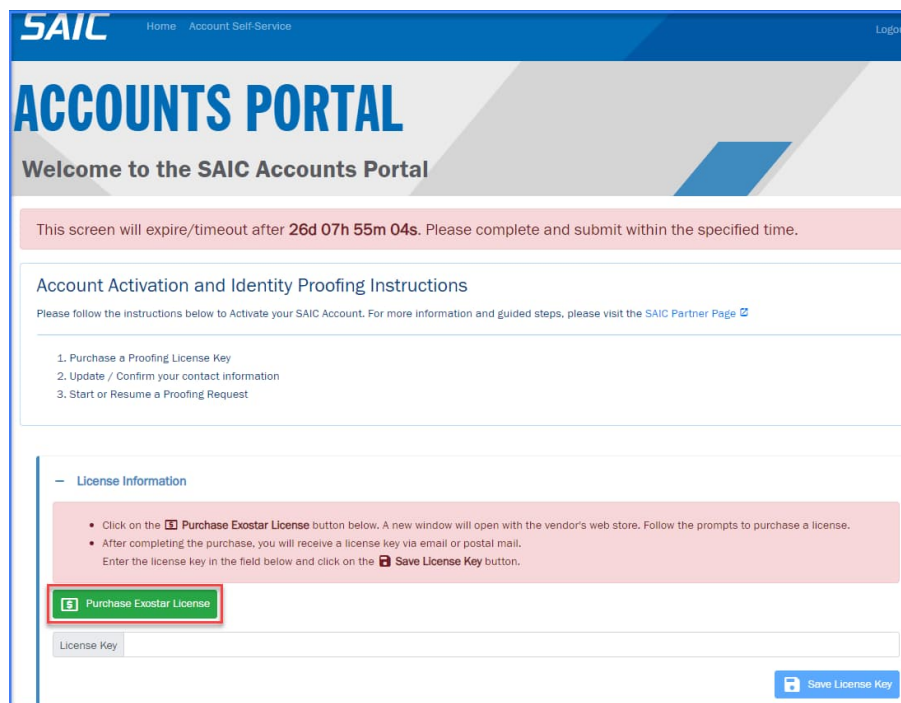 SAIC Home Account Self-Service Logou
ACCOUNTS PORTAL
Welcome to the SAIC Accounts Portal
This screen will expire/timeout after 26d 07h 55m 04s. Please complete and submit within the specified time.
Account Activation and Identity Proofing Instructions
Please follow the instructions below to Activate your SAIC Account. For more information and guided steps, please visit the SAIC Partner Page
1. Purchase a Proofing License Key
2. Update / Confirm your contact information
3. Start or Resume a Proofing Request
− License Information
• Click on the $ Purchase Exostar License button below. A new window will open with the vendor's web store. Follow the prompts to purchase a license.
• After completing the purchase, you will receive a license key via email or postal mail.
Enter the license key in the field below and click on the Save License Key button.
$ Purchase Exostar License
License Key
Save License Key